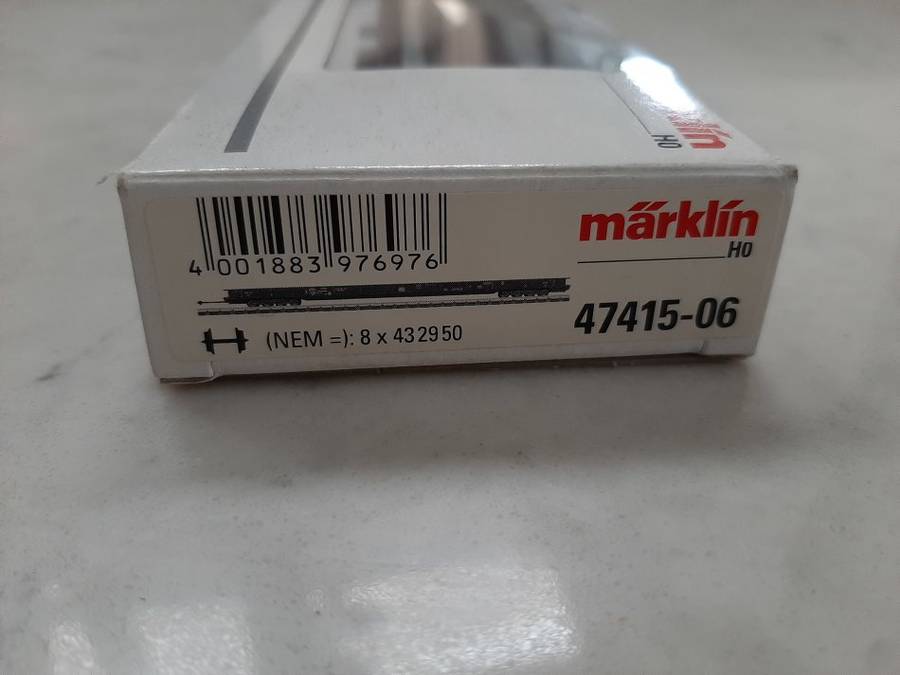 märklin
H0
4 001883 976976
märklin
H0
(NEM =): 8 x 432950
47415-06